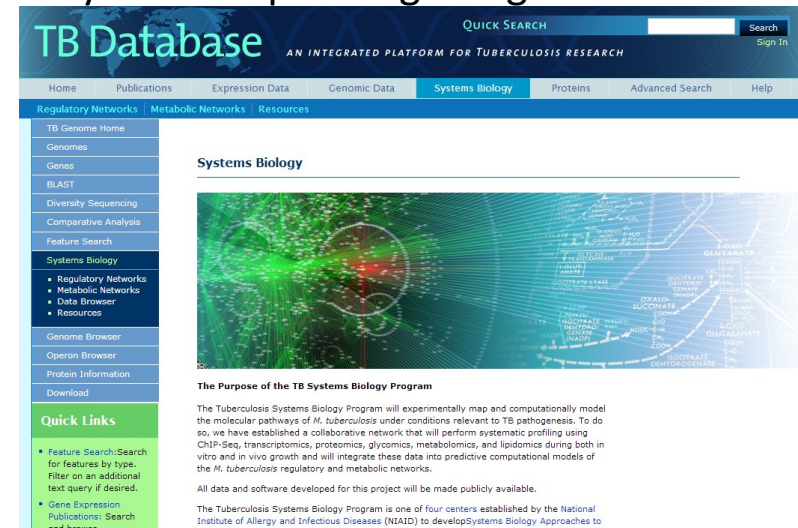 QUICK SEARCH
Search
Sign In
TB Database
AN INTEGRATED PLATFORM FOR TUBERCULOSIS RESEARCH
Home Publications Expression Data Genomic Data Systems Biology Proteins Advanced Search Help
Regulatory Networks Metabolic Networks Resources
TB Genome Home
Genomes
Genes
BLAST
Diversity Sequencing
Comparative Analysis
Feature Search
Systems Biology
Regulatory Networks
Metabolic Networks
Data Browser
Resources
Genome Browser
Operon Browser
Protein Information
Download
Quick Links
Feature Search:Search
for features by type.
Filter on an additional
text query if desired.
Gene Expression
Publications: Search
and browse
Systems Biology
OXALO-
SUCCINATE
ISOCITRATE
DEHYDROGENASE
The Purpose of the TB Systems Biology Program
The Tuberculosis Systems Biology Program will experimentally map and computationally model
the molecular pathways of M. tuberculosis under conditions relevant to TB pathogenesis. To do
so, we have established a collaborative network that will perform systematic profiling using
ChIP-Seq, transcriptomics, proteomics, glycomics, metabolomics, and lipidomics during both in
vitro and in vivo growth and will integrate these data into predictive computational models of
the M. tuberculosis regulatory and metabolic networks.
All data and software developed for this project will be made publicly available.
The Tuberculosis Systems Biology Program is one of four centers established by the National
Institute of Allergy and Infectious Diseases (NIAID) to developSystems Biology Approaches to